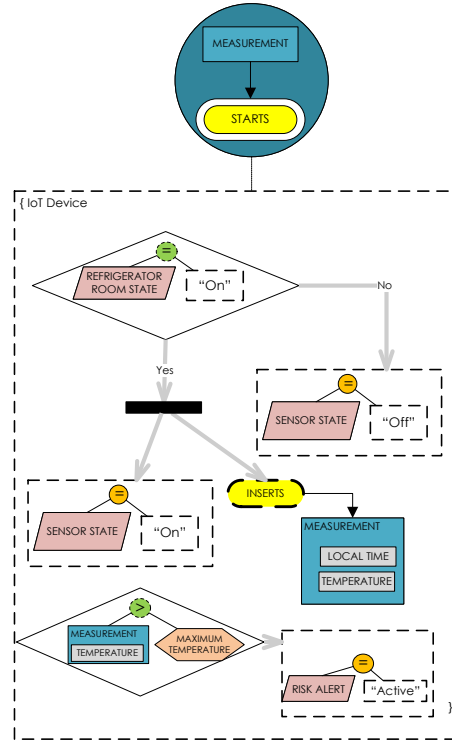 MEASUREMENT
STARTS
{ IoT Device
=
REFRIGERATOR
ROOM STATE
“On”
No
Yes
=
SENSOR STATE
“Off”
=
SENSOR STATE
“On”
INSERTS
MEASUREMENT
LOCAL TIME
TEMPERATURE
>
MEASUREMENT
TEMPERATURE
MAXIMUM
TEMPERATURE
=
RISK ALERT
“Active”
}